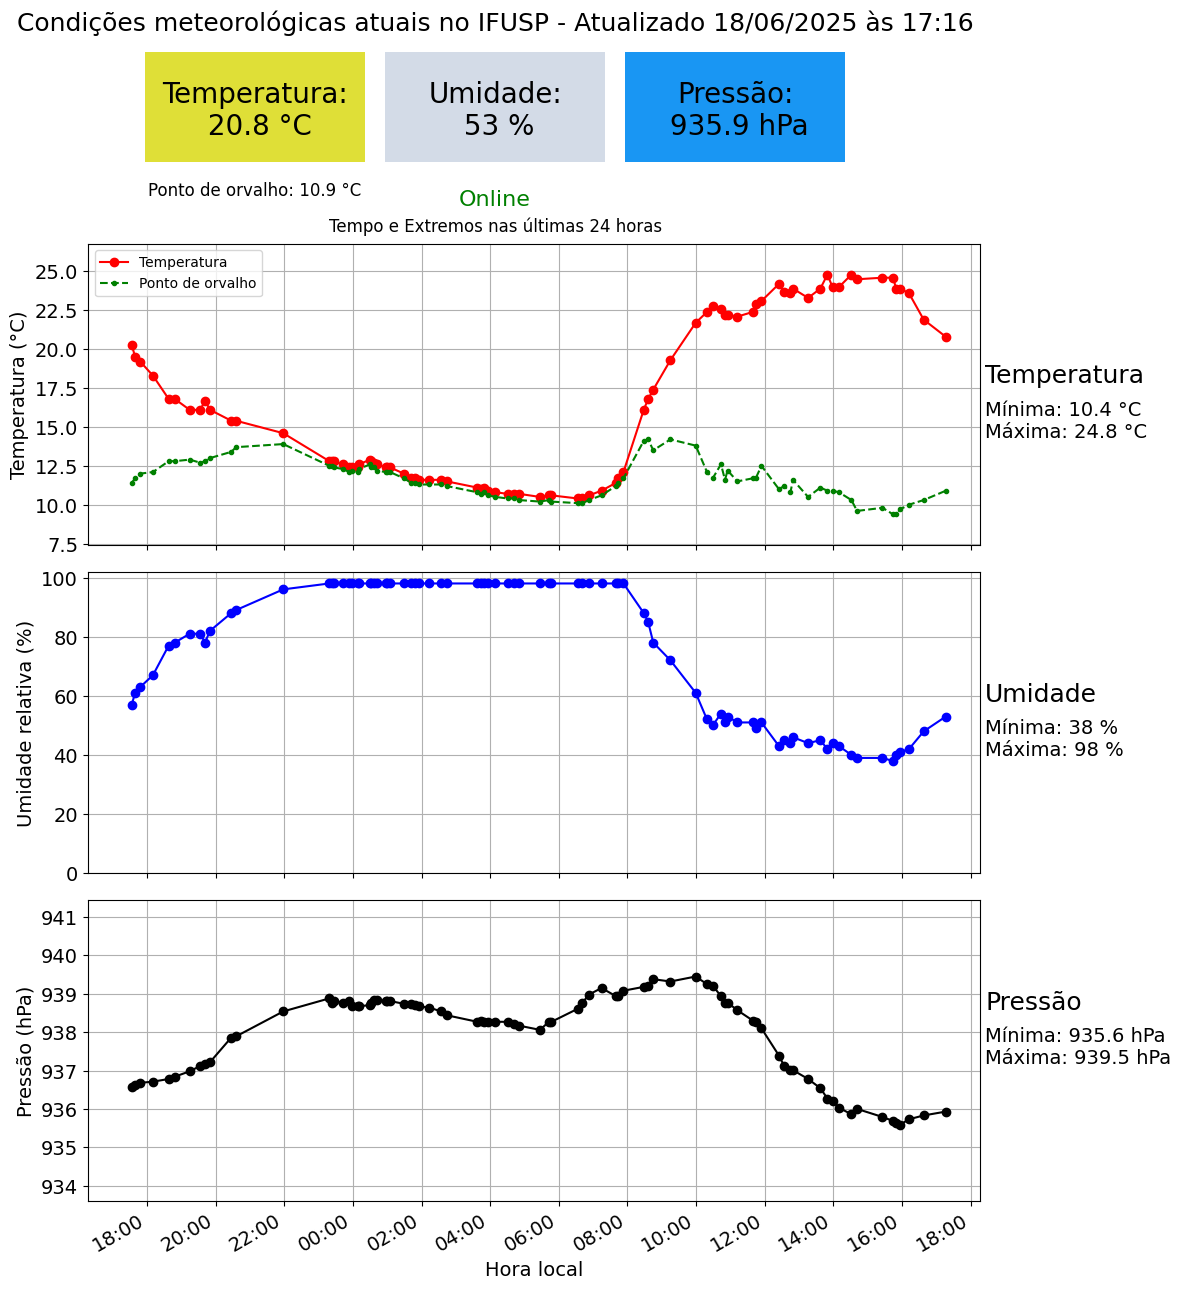 Condições meteorológicas atuais no IFUSP - Atualizado 18/06/2025 às 17:16
Temperatura:
20.8 °C
Umidade:
53 %
Pressão:
935.9 hPa
Ponto de orvalho: 10.9 °C
Online
Tempo e Extremos nas últimas 24 horas
Temperatura
Ponto de orvalho
Temperatura (°C)
25.0
22.5
20.0
17.5
15.0
12.5
10.0
7.5
Temperatura
Mínima: 10.4 °C
Máxima: 24.8 °C
Umidade relativa (%)
100
80
60
40
20
0
Umidade
Mínima: 38 %
Máxima: 98 %
Pressão (hPa)
941
940
939
938
937
936
935
934
Pressão
Mínima: 935.6 hPa
Máxima: 939.5 hPa
18:00 20:00 22:00 00:00 02:00 04:00 06:00 08:00 10:00 12:00 14:00 16:00 18:00
Hora local